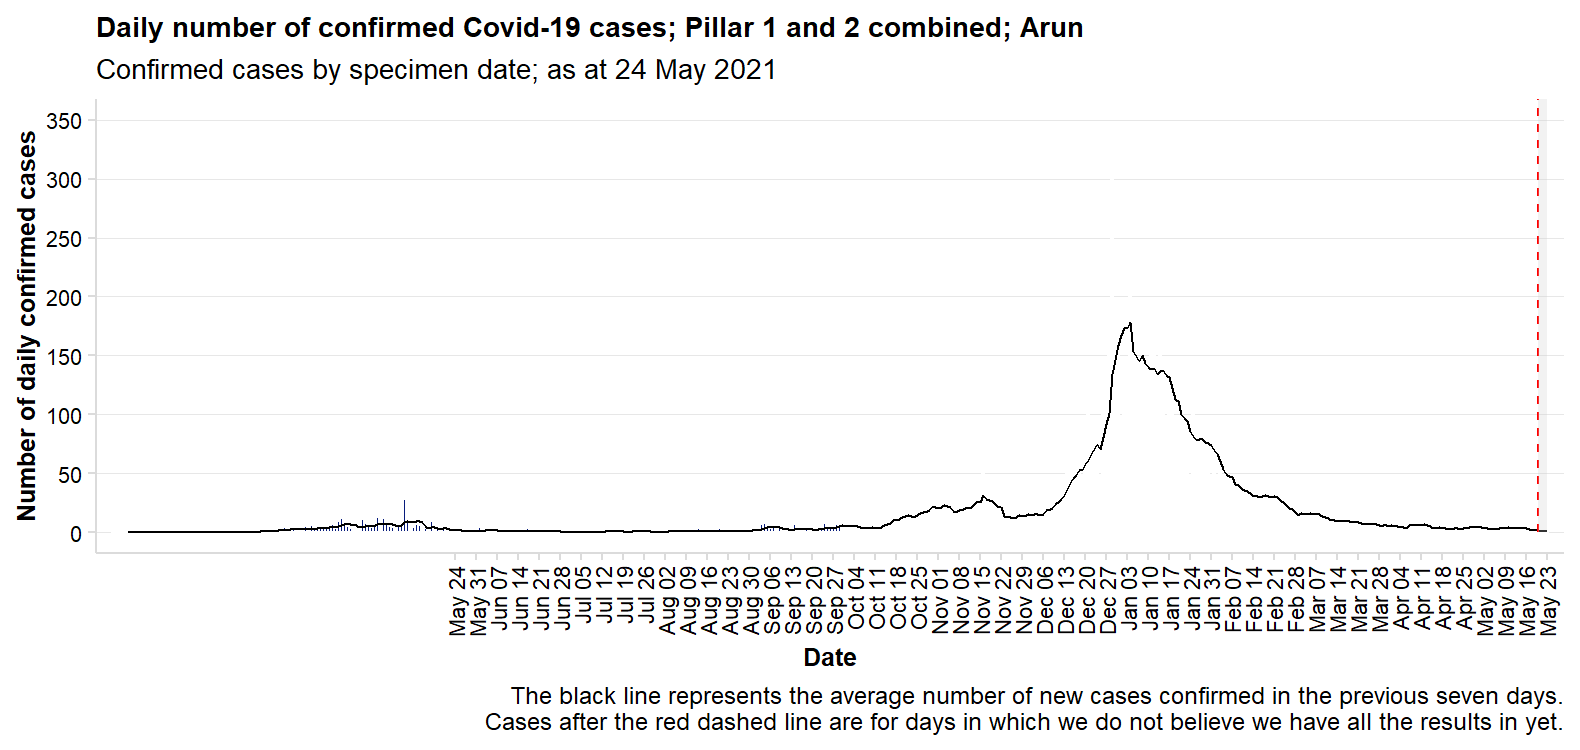 Daily number of confirmed Covid-19 cases; Pillar 1 and 2 combined; Arun
Confirmed cases by specimen date; as at 24 May 2021
Number of daily confirmed cases
350
300
250
200
150
100
50
0
May 24
May 31
Jun 07
Jun 14
Jun 21
Jun 28
Jul 05
Jul 12
Jul 19
Jul 26
Aug 02
Aug 09
Aug 16
Aug 23
Aug 30
Sep 06
Sep 13
Sep 20
Sep 27
Oct 04
Oct 11
Oct 18
Oct 25
Nov 01
Nov 08
Nov 15
Nov 22
Nov 29
Dec 06
Dec 13
Dec 20
Dec 27
Jan 03
Jan 10
Jan 17
Jan 24
Jan 31
Feb 07
Feb 14
Feb 21
Feb 28
Mar 07
Mar 14
Mar 21
Mar 28
Apr 04
Apr 11
Apr 18
Apr 25
May 02
May 09
May 16
May 23
Date
The black line represents the average number of new cases confirmed in the previous seven days.
Cases after the red dashed line are for days in which we do not believe we have all the results in yet.